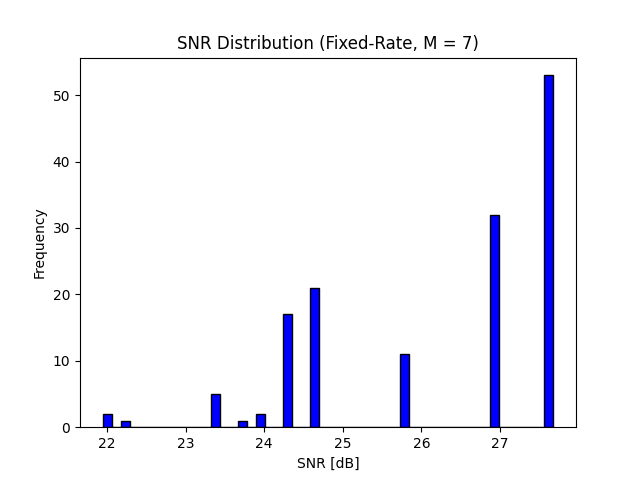 SNR Distribution (Fixed-Rate, M = 7)
50
40
30
20
10
0
Frequency
22 23 24 25 26 27
SNR [dB]